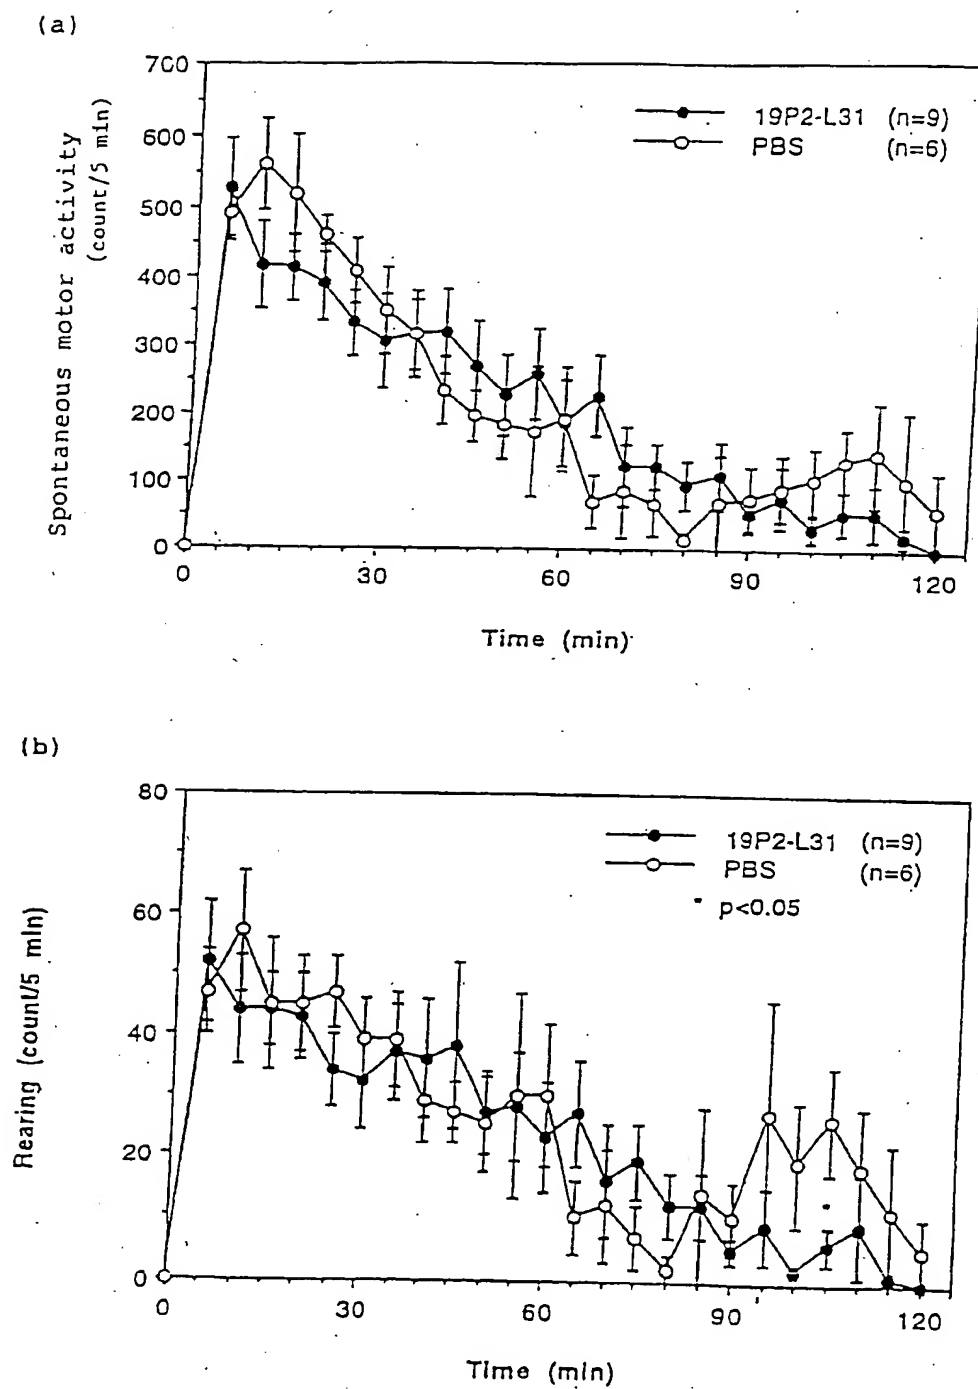 (a)
700
600
500
400
300
200
100
0
Spontaneous motor activity
(count/5 min)
19P2-L31 (n=9)
PBS (n=6)
0 30 60 90 120
Time (min)
(b)
80
60
40
20
0
Rearing (count/5 min)
19P2-L31 (n=9)
PBS (n=6)
* p<0.05
0 30 60 90 120
Time (min)